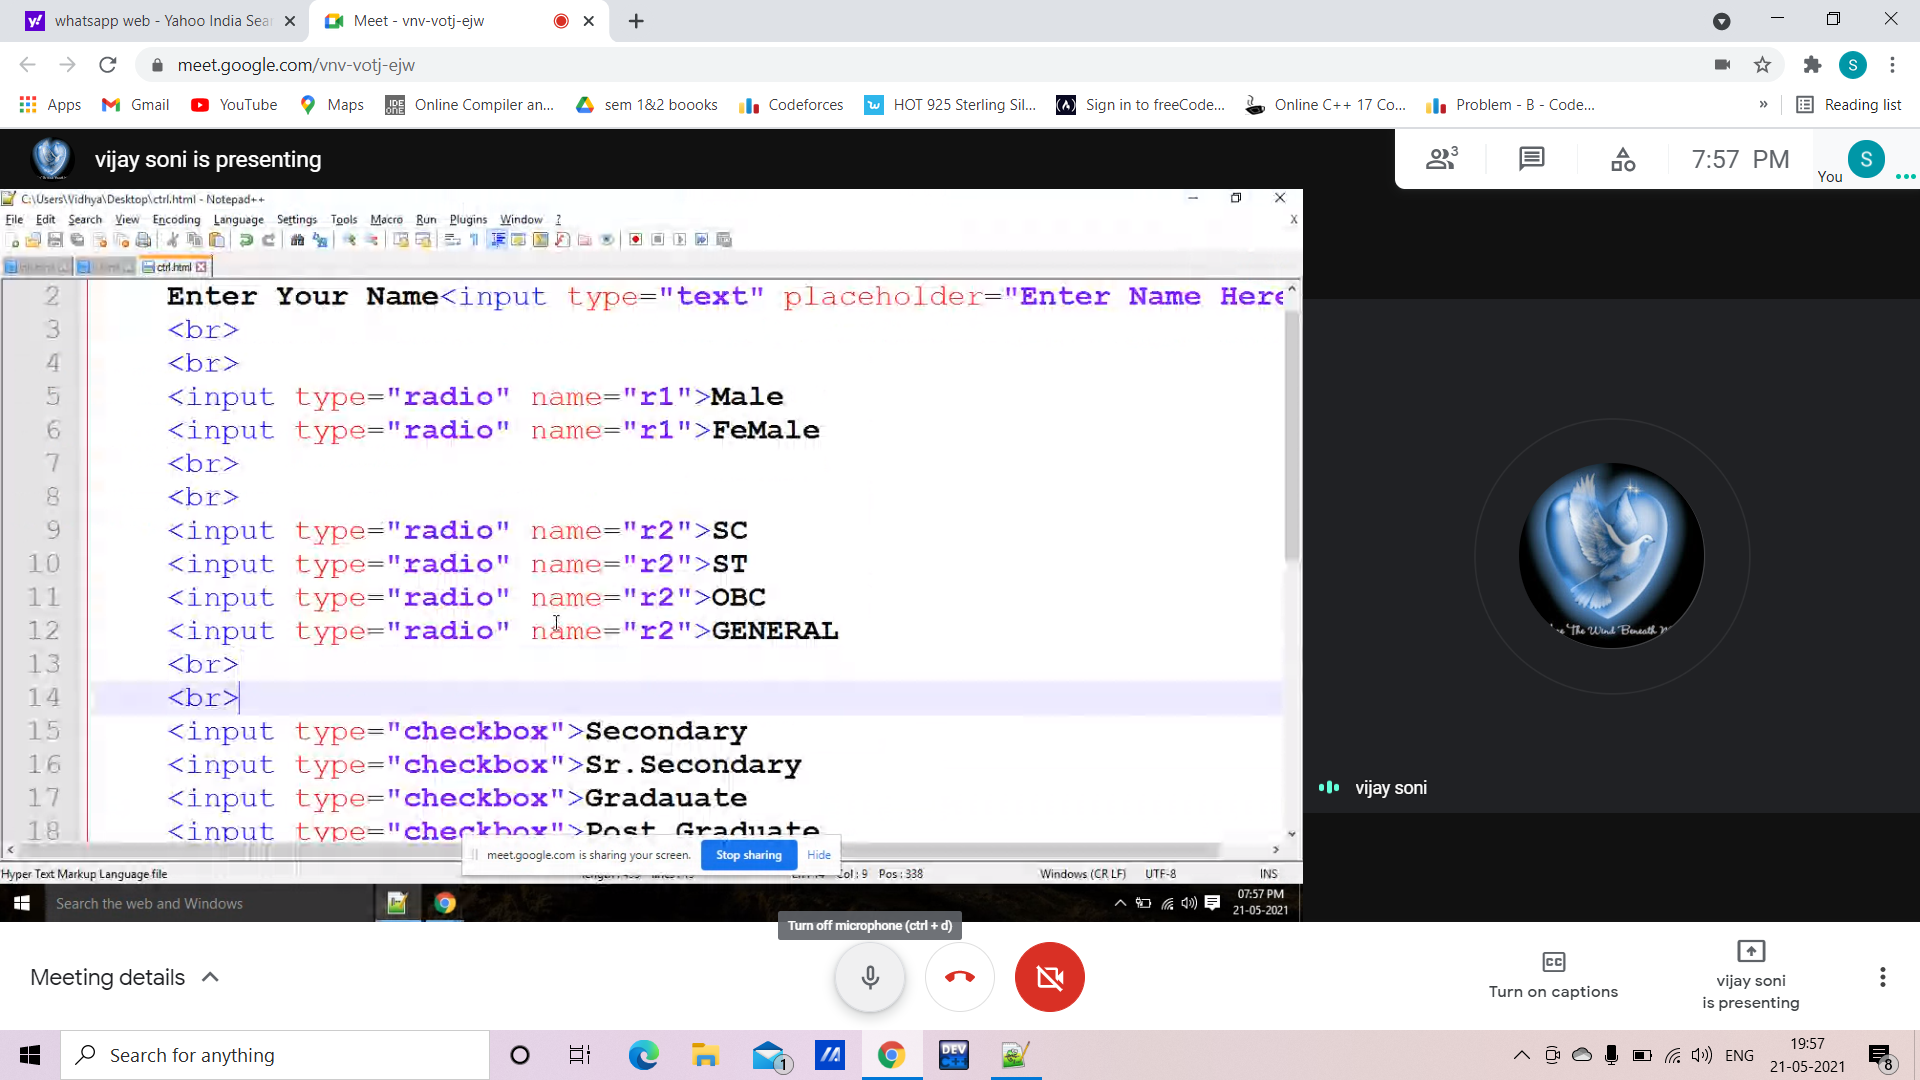 whatsapp web - Yahoo India Sear
Meet - vnv-votj-ejw
meet.google.com/vnv-votj-ejw
S
Apps
Gmail
YouTube
Maps
Online Compiler an...
sem 1&2 boooks
Codeforces
HOT 925 Sterling Sil...
Sign in to freeCode...
Online C++ 17 Co...
Problem - B - Code...
»
Reading list
vijay soni is presenting
3
7:57 PM
You
S
C:\Users\Vidhya\Desktop\ctrl.html - Notepad++
File Edit Search View Encoding Language Settings Tools Macro Run Plugins Window ?
X
ctrl.html
2 Enter Your Name<input type="text" placeholder="Enter Name Here
3 <br>
4 <br>
5 <input type="radio" name="r1">Male
6 <input type="radio" name="r1">FeMale
7 <br>
8 <br>
9 <input type="radio" name="r2">SC
10 <input type="radio" name="r2">ST
11 <input type="radio" name="r2">OBC
12 <input type="radio" name="r2">GENERAL
13 <br>
14 <br>
15 <input type="checkbox">Secondary
16 <input type="checkbox">Sr.Secondary
17 <input type="checkbox">Gradauate
18 <input type="checkbox">Post Graduate
meet.google.com is sharing your screen. Stop sharing Hide
Hyper Text Markup Language file
Col : 9 Pos : 338
Windows (CR LF)
UTF-8
INS
Search the web and Windows
07:57 PM
21-05-2021
The Wind Beneath
vijay soni
Turn off microphone (ctrl + d)
Meeting details
Turn on captions
vijay soni
is presenting
Search for anything
1
DEV
C++
ENG
19:57
21-05-2021
8